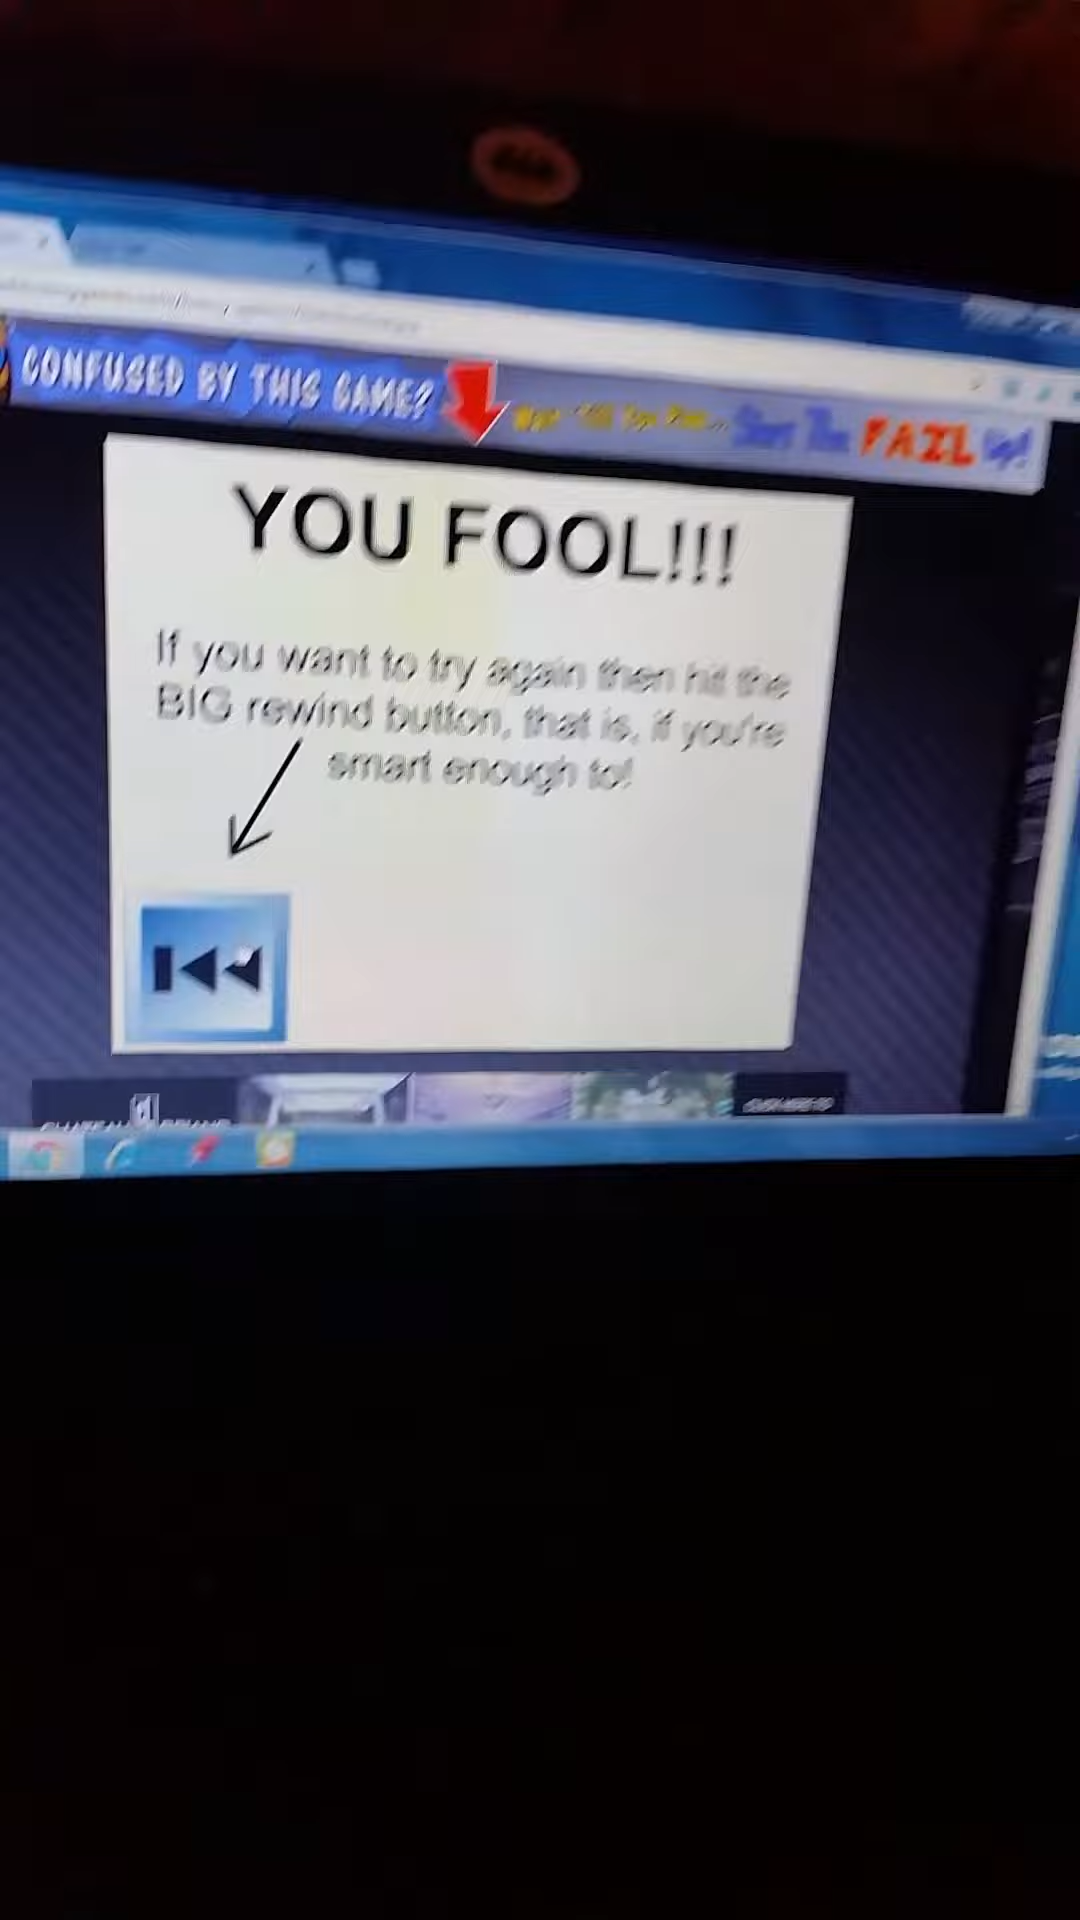 CONFUSED BY THIS GAME?
FAIL Up!
YOU FOOL!!!
If you want to try again then hit the
BIG rewind button, that is, if you're
smart enough to!